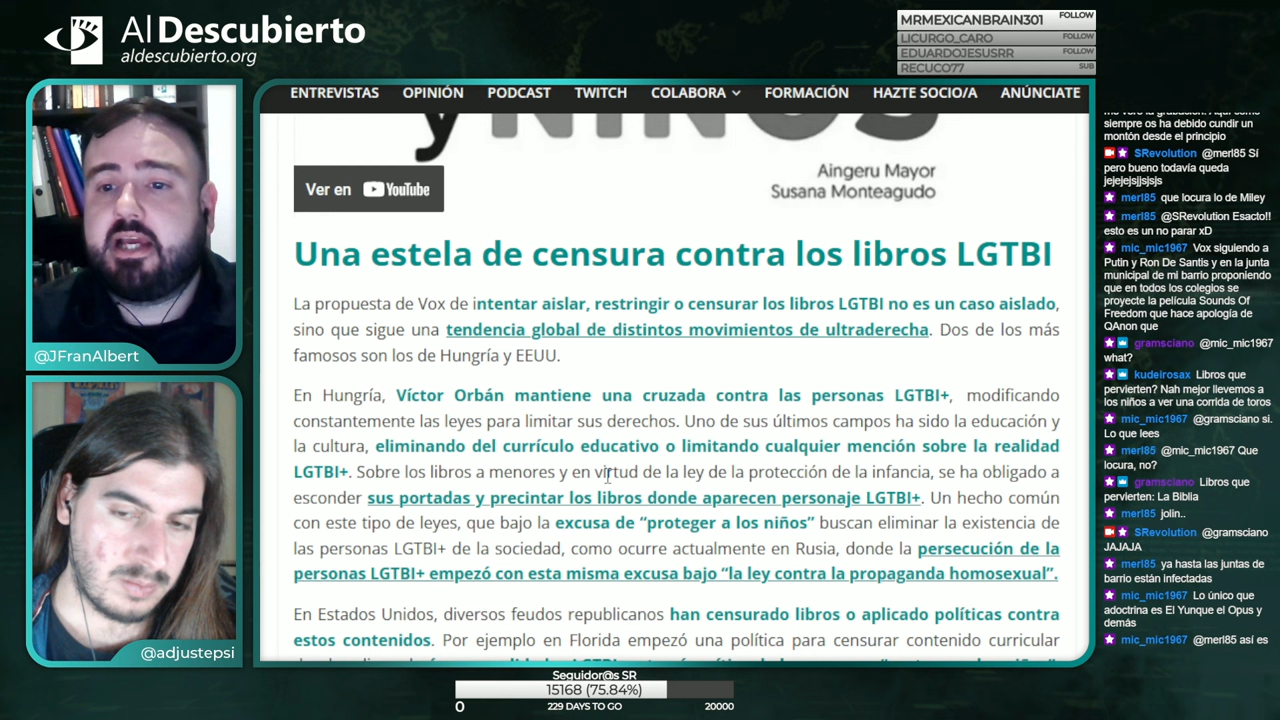 Al Descubierto
aldescubierto.org
MRMEXICANBRAIN301 FOLLOW
LICURGO_CARO FOLLOW
EDUARDOJESUSRR FOLLOW
RECUCO77 SUB
@JFranAlbert
@adjustepsi
ENTREVISTAS OPINIÓN PODCAST TWITCH COLABORA FORMACIÓN HAZTE SOCIO/A ANÚNCIATE
y NIÑOS
Aingeru Mayor
Susana Monteagudo
Ver en YouTube
Una estela de censura contra los libros LGTBI
La propuesta de Vox de intentar aislar, restringir o censurar los libros LGTBI no es un caso aislado,
sino que sigue una tendencia global de distintos movimientos de ultraderecha. Dos de los más
famosos son los de Hungría y EEUU.
En Hungría, Víctor Orbán mantiene una cruzada contra las personas LGTBI+, modificando
constantemente las leyes para limitar sus derechos. Uno de sus últimos campos ha sido la educación y
la cultura, eliminando del currículo educativo o limitando cualquier mención sobre la realidad
LGTBI+. Sobre los libros a menores y en virtud de la ley de la protección de la infancia, se ha obligado a
esconder sus portadas y precintar los libros donde aparecen personaje LGTBI+. Un hecho común
con este tipo de leyes, que bajo la excusa de “proteger a los niños” buscan eliminar la existencia de
las personas LGTBI+ de la sociedad, como ocurre actualmente en Rusia, donde la persecución de la
personas LGTBI+ empezó con esta misma excusa bajo “la ley contra la propaganda homosexual”.
En Estados Unidos, diversos feudos republicanos han censurado libros o aplicado políticas contra
estos contenidos. Por ejemplo en Florida empezó una política para censurar contenido curricular
siempre os ha debido cundir un
montón desde el principio
SRevolution @merl85 Sí
pero bueno todavía queda
jejejejsjjsjsjs
merl85 que locura lo de Miley
merl85 @SRevolution Esacto!!
esto es un no parar xD
mic_mic1967 Vox siguiendo a
Putin y Ron De Santis y en la junta
municipal de mi barrio proponiendo
que en todos los colegios se
proyecte la película Sounds Of
Freedom que hace apología de
QAnon que
gramsciano @mic_mic1967
what?
kudeirosax Libros que
pervierten? Nah mejor llevemos a
los niños a ver una corrida de toros
mic_mic1967 @gramsciano si.
Lo que lees
merl85 @mic_mic1967 Que
locura, no?
gramsciano Libros que
pervierten: La Biblia
merl85 jolin..
SRevolution @gramsciano
JAJAJA
merl85 ya hasta las juntas de
barrio están infectadas
mic_mic1967 Lo único que
adoctrina es El Yunque el Opus y
demás
mic_mic1967 @merl85 así es
Seguidor@s SR
15168 (75.84%)
0 229 DAYS TO GO 20000